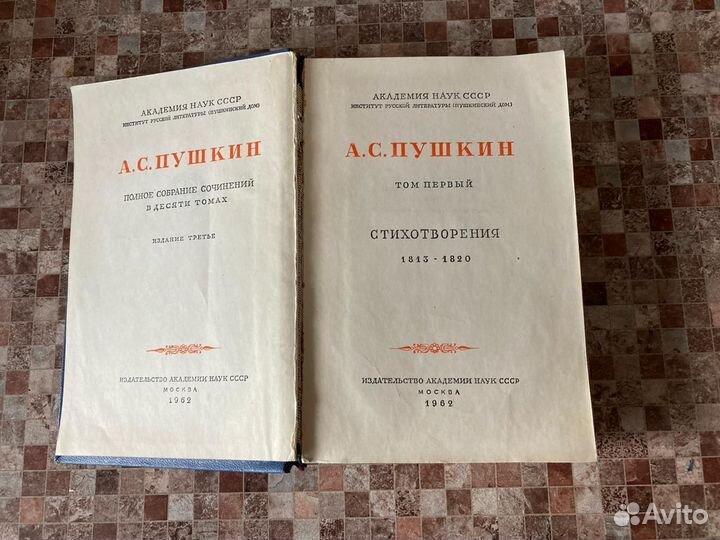 АКАДЕМИЯ НАУК СССР
ИНСТИТУТ РУССКОЙ ЛИТЕРАТУРЫ (ПУШКИНСКИЙ ДОМ)
А.С.ПУШКИН
ПОЛНОЕ СОБРАНИЕ СОЧИНЕНИЙ
В ДЕСЯТИ ТОМАХ
ИЗДАНИЕ ТРЕТЬЕ
ИЗДАТЕЛЬСТВО АКАДЕМИИ НАУК СССР
МОСКВА
1962
АКАДЕМИЯ НАУК СССР
ИНСТИТУТ РУССКОЙ ЛИТЕРАТУРЫ (ПУШКИНСКИЙ ДОМ)
А.С.ПУШКИН
ТОМ ПЕРВЫЙ
СТИХОТВОРЕНИЯ
1813 - 1820
ИЗДАТЕЛЬСТВО АКАДЕМИИ НАУК СССР
МОСКВА
1962
Avito